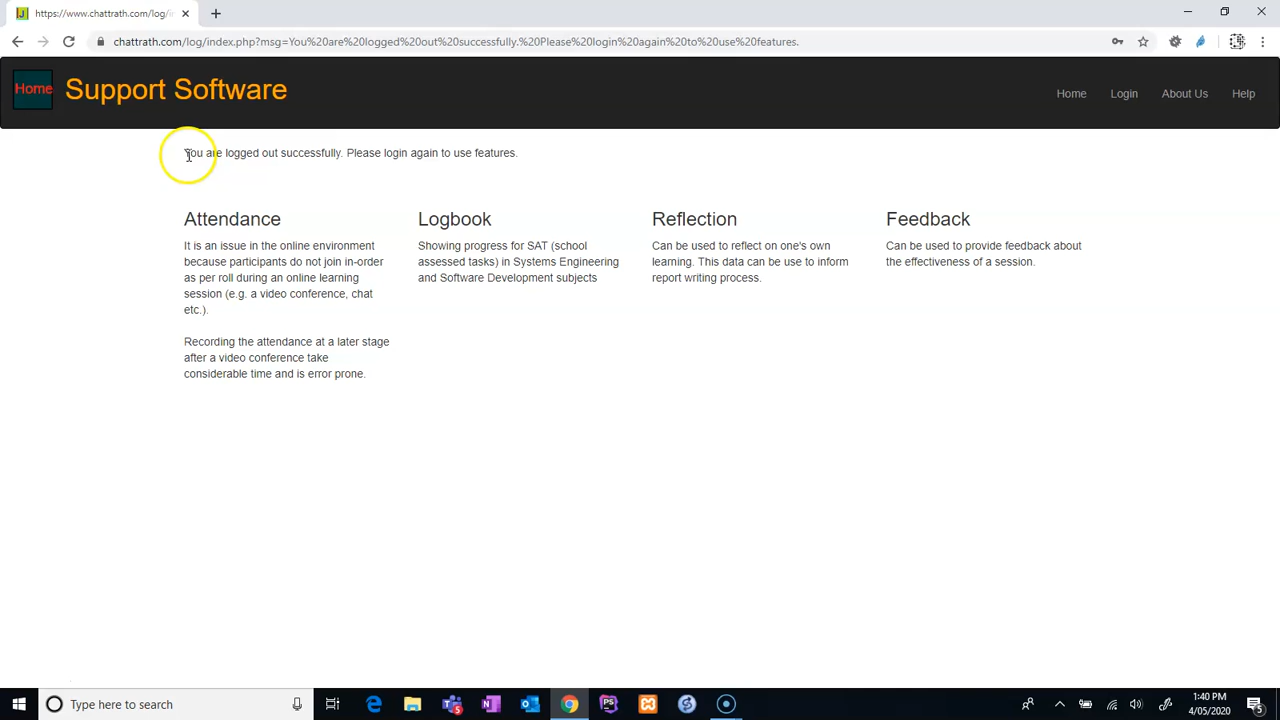 https://www.chattrath.com/log/in
chattrath.com/log/index.php?msg=You%20are%20logged%20out%20successfully.%20Please%20login%20again%20to%20use%20features.
Home Support Software Home Login About Us Help
You are logged out successfully. Please login again to use features.
Attendance
It is an issue in the online environment
because participants do not join in-order
as per roll during an online learning
session (e.g. a video conference, chat
etc.).
Recording the attendance at a later stage
after a video conference take
considerable time and is error prone.
Logbook
Showing progress for SAT (school
assessed tasks) in Systems Engineering
and Software Development subjects
Reflection
Can be used to reflect on one's own
learning. This data can be use to inform
report writing process.
Feedback
Can be used to provide feedback about
the effectiveness of a session.
Type here to search
1:40 PM
4/05/2020